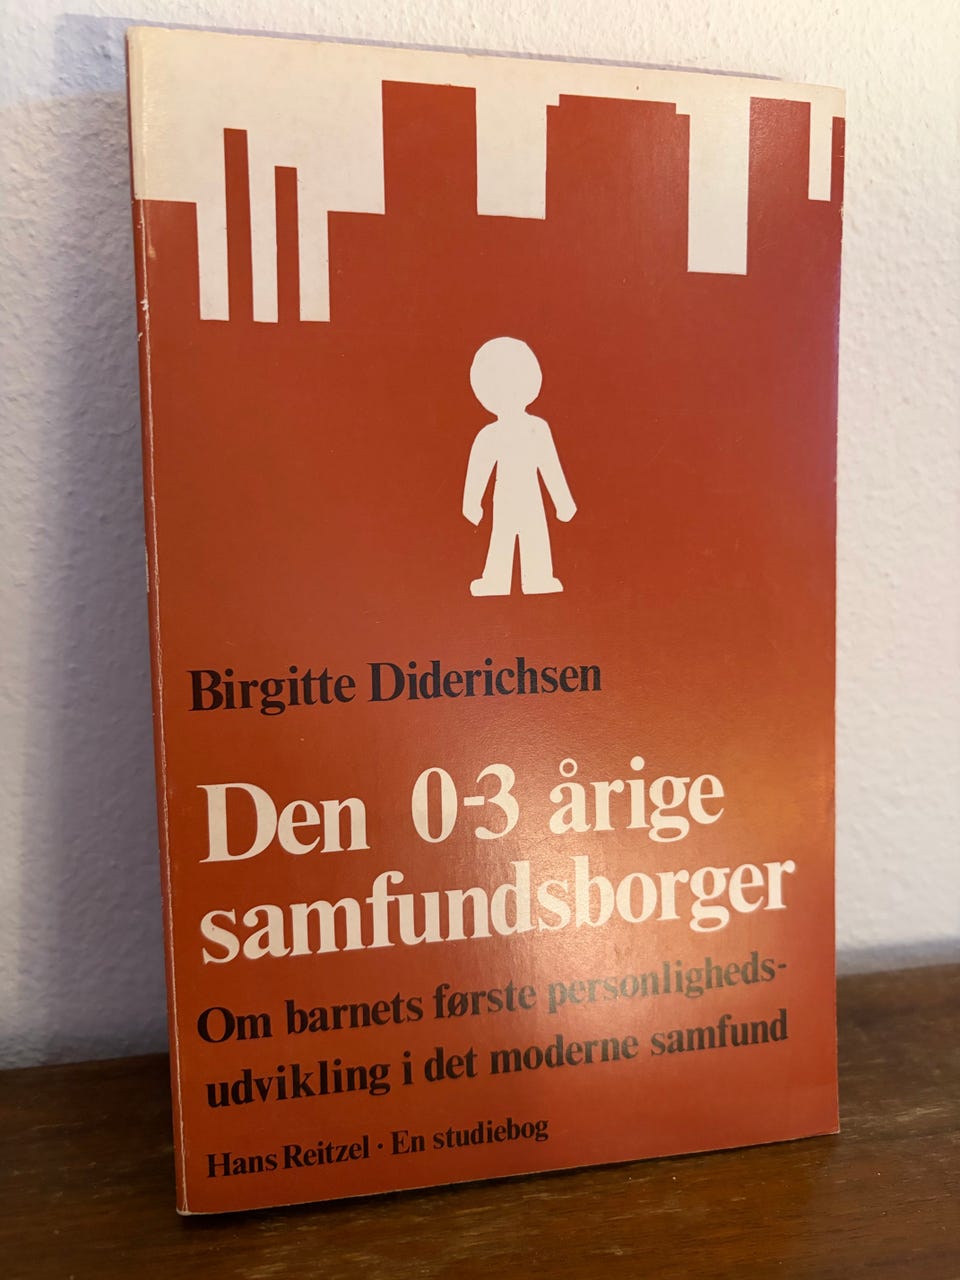 Birgitte Diderichsen
Den 0-3 årige
samfundsborger
Om barnets første personligheds-
udvikling i det moderne samfund
Hans Reitzel · En studiebog